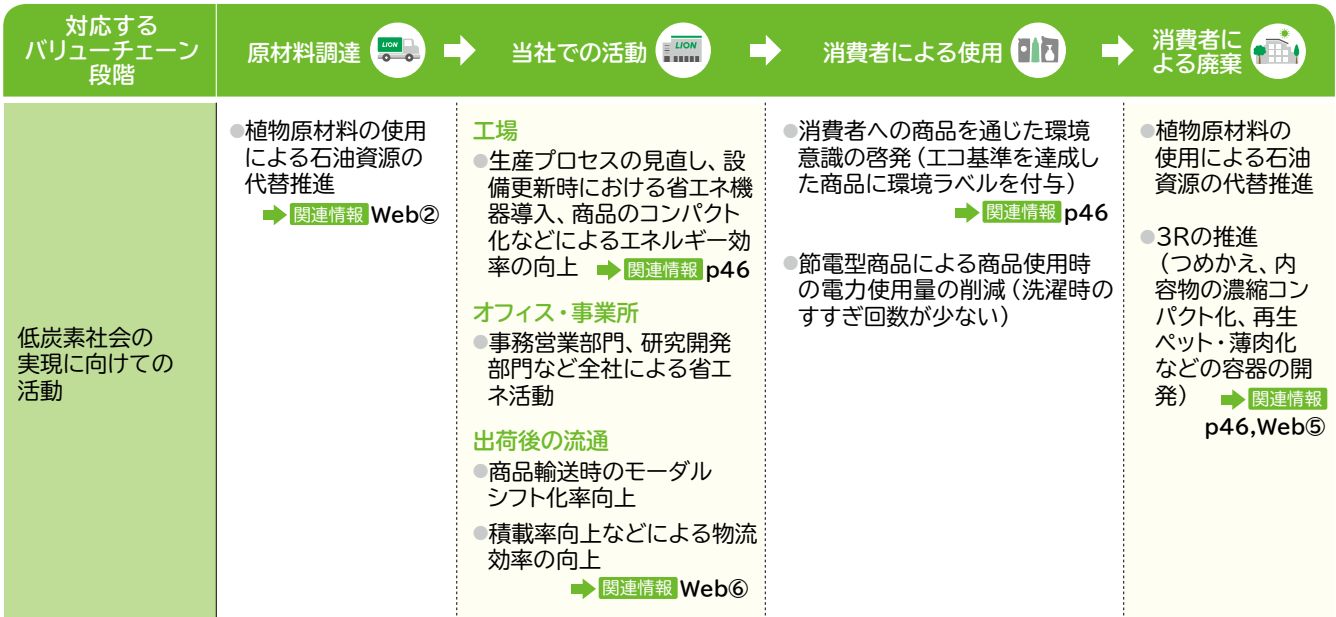 対応する
バリューチェーン
段階
原材料調達
LION
当社での活動
LION
消費者による使用
消費者に
よる廃棄
低炭素社会の
実現に向けての
活動
●植物原材料の使用
による石油資源の
代替推進
関連情報 Web②
工場
●生産プロセスの見直し、設
備更新時における省エネ機
器導入、商品のコンパクト
化などによるエネルギー効
率の向上 関連情報 p46
オフィス・事業所
●事務営業部門、研究開発
部門など全社による省エ
ネ活動
出荷後の流通
●商品輸送時のモーダル
シフト化率向上
●積載率向上などによる物流
効率の向上
関連情報 Web⑥
●消費者への商品を通じた環境
意識の啓発（エコ基準を達成し
た商品に環境ラベルを付与）
関連情報 p46
●節電型商品による商品使用時
の電力使用量の削減（洗濯時の
すすぎ回数が少ない）
●植物原材料の
使用による石油
資源の代替推進
●3Rの推進
（つめかえ、内
容物の濃縮コン
パクト化、再生
ペット・薄肉化
などの容器の開
発） 関連情報
p46,Web⑤